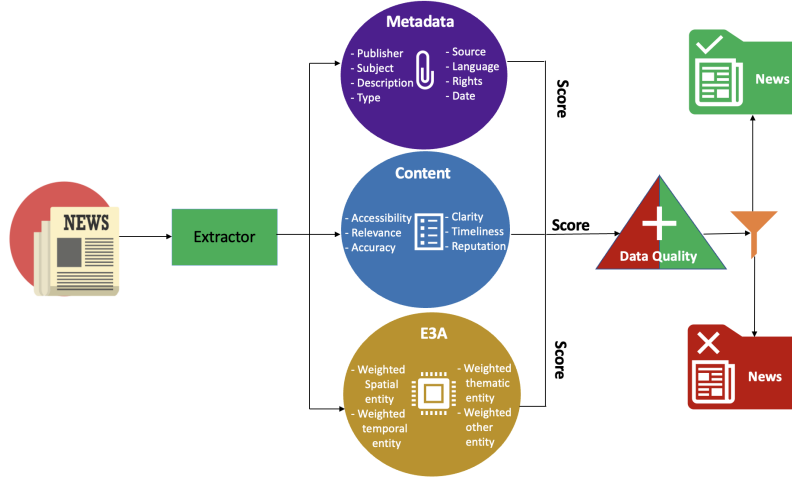 Metadata
- Publisher
- Subject
- Description
- Type
- Source
- Language
- Rights
- Date
Score
News
NEWS
Extractor
Content
- Accessibility
- Relevance
- Accuracy
- Clarity
- Timeliness
- Reputation
Score
Data Quality
E3A
- Weighted
Spatial
entity
- Weighted
temporal
entity
- Weighted
thematic
entity
- Weighted
other
entity
Score
News